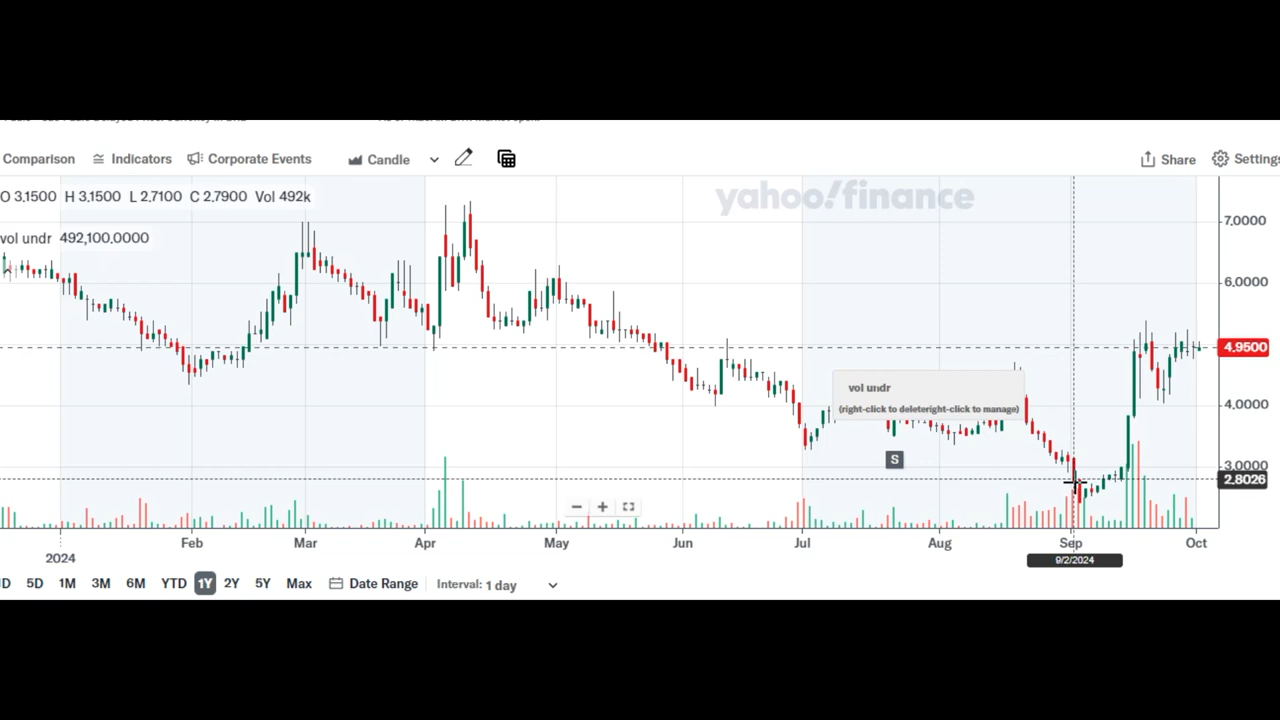 Comparison Indicators Corporate Events Candle Share Settings
O 3.1500 H 3.1500 L 2.7100 C 2.7900 Vol 492k
yahoo!finance
7.0000
vol undr 492,100.0000
6.0000
4.9500
vol undr
(right-click to deleteright-click to manage)
4.0000
S
3.0000
2.8026
Feb Mar Apr May Jun Jul Aug Sep Oct
2024
9/2/2024
D 5D 1M 3M 6M YTD 1Y 2Y 5Y Max Date Range Interval: 1 day